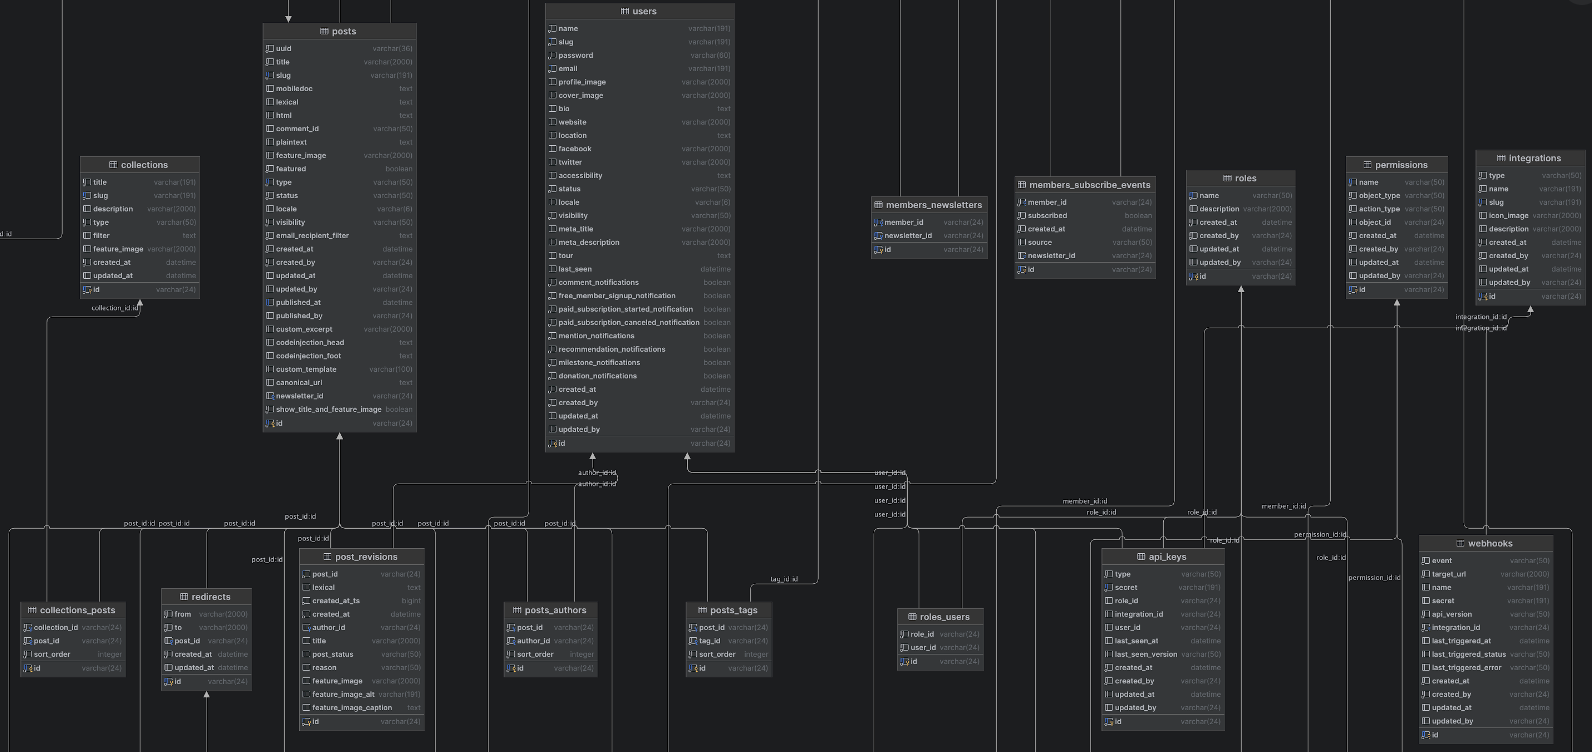 posts
uuid varchar(36)
title varchar(2000)
slug varchar(191)
mobiledoc text
lexical text
html text
comment_id varchar(50)
plaintext text
feature_image varchar(2000)
featured boolean
type varchar(50)
status varchar(50)
locale varchar(6)
visibility varchar(50)
email_recipient_filter text
created_at datetime
created_by varchar(24)
updated_at datetime
updated_by varchar(24)
published_at datetime
published_by varchar(24)
custom_excerpt varchar(2000)
codeinjection_head text
codeinjection_foot text
custom_template varchar(100)
canonical_url text
newsletter_id varchar(24)
show_title_and_feature_image boolean
id varchar(24)
users
name varchar(191)
slug varchar(191)
password varchar(60)
email varchar(191)
profile_image varchar(2000)
cover_image varchar(2000)
bio text
website varchar(2000)
location text
facebook varchar(2000)
twitter varchar(2000)
accessibility text
status varchar(50)
locale varchar(6)
visibility varchar(50)
meta_title varchar(2000)
meta_description varchar(2000)
tour text
last_seen datetime
comment_notifications boolean
free_member_signup_notification boolean
paid_subscription_started_notification boolean
paid_subscription_canceled_notification boolean
mention_notifications boolean
recommendation_notifications boolean
milestone_notifications boolean
donation_notifications boolean
created_at datetime
created_by varchar(24)
updated_at datetime
updated_by varchar(24)
id varchar(24)
collections
title varchar(191)
slug varchar(191)
description varchar(2000)
type varchar(50)
filter text
feature_image varchar(2000)
created_at datetime
updated_at datetime
id varchar(24)
d_id
collection_id:id
members_newsletters
member_id varchar(24)
newsletter_id varchar(24)
id varchar(24)
members_subscribe_events
member_id varchar(24)
subscribed boolean
created_at datetime
source varchar(50)
newsletter_id varchar(24)
id varchar(24)
roles
name varchar(50)
description varchar(2000)
created_at datetime
created_by varchar(24)
updated_at datetime
updated_by varchar(24)
id varchar(24)
permissions
name varchar(50)
object_type varchar(50)
action_type varchar(50)
object_id varchar(24)
created_at datetime
created_by varchar(24)
updated_at datetime
updated_by varchar(24)
id varchar(24)
integrations
type varchar(50)
name varchar(191)
slug varchar(191)
icon_image varchar(2000)
description varchar(2000)
created_at datetime
created_by varchar(24)
updated_at datetime
updated_by varchar(24)
id varchar(24)
integration_id:id
integration_id:id
author_id:id
author_id:id
user_id:id
user_id:id
user_id:id
user_id:id
member_id:id
member_id:id
role_id:id
role_id:id
role_id:id
role_id:id
permission_id:id
permission_id:id
post_id:id
post_id:id post_id:id
post_id:id
post_id:id
post_id:id
post_id:id
post_id:id
post_id:id
post_id:id
tag_id:id
collections_posts
collection_id varchar(24)
post_id varchar(24)
sort_order integer
id varchar(24)
redirects
from varchar(2000)
to varchar(2000)
post_id varchar(24)
created_at datetime
updated_at datetime
id varchar(24)
post_revisions
post_id varchar(24)
lexical text
created_at_ts bigint
created_at datetime
author_id varchar(24)
title varchar(2000)
post_status varchar(50)
reason varchar(50)
feature_image varchar(2000)
feature_image_alt varchar(191)
feature_image_caption text
id varchar(24)
posts_authors
post_id varchar(24)
author_id varchar(24)
sort_order integer
id varchar(24)
posts_tags
post_id varchar(24)
tag_id varchar(24)
sort_order integer
id varchar(24)
roles_users
role_id varchar(24)
user_id varchar(24)
id varchar(24)
api_keys
type varchar(50)
secret varchar(191)
role_id varchar(24)
integration_id varchar(24)
user_id varchar(24)
last_seen_at datetime
last_seen_version varchar(50)
created_at datetime
created_by varchar(24)
updated_at datetime
updated_by varchar(24)
id varchar(24)
webhooks
event varchar(50)
target_url varchar(2000)
name varchar(191)
secret varchar(191)
api_version varchar(50)
integration_id varchar(24)
last_triggered_at datetime
last_triggered_status varchar(50)
last_triggered_error varchar(50)
created_at datetime
created_by varchar(24)
updated_at datetime
updated_by varchar(24)
id varchar(24)